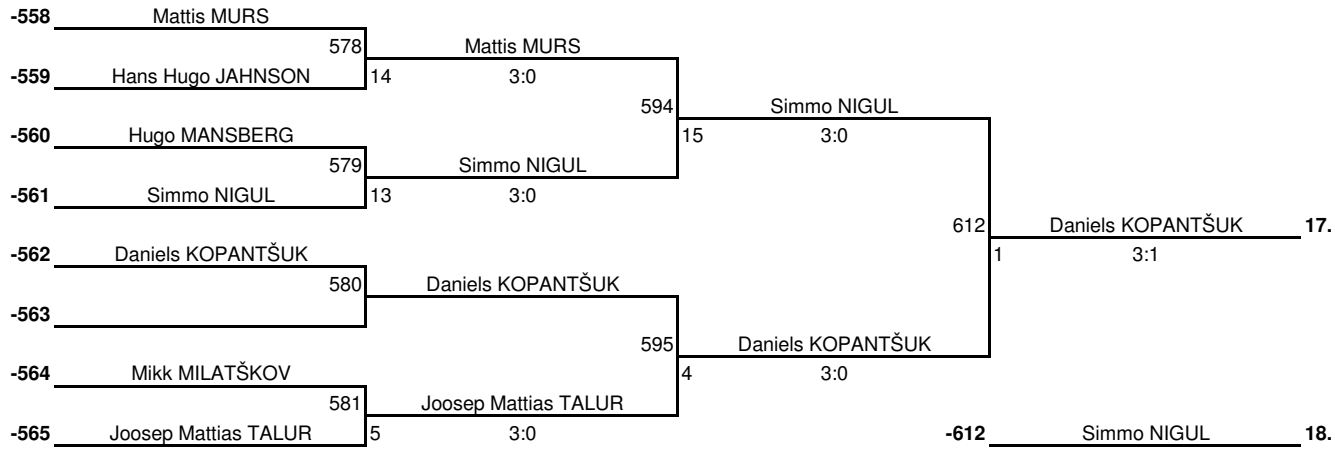 -558 Mattis MURS
578 Mattis MURS
-559 Hans Hugo JAHNSON 14 3:0
594 Simmo NIGUL
-560 Hugo MANSBERG 15 3:0
579 Simmo NIGUL
-561 Simmo NIGUL 13 3:0
612 Daniels KOPANTŠUK 17.
-562 Daniels KOPANTŠUK 1 3:1
580 Daniels KOPANTŠUK
-563
595 Daniels KOPANTŠUK
-564 Mikk MILATŠKOV 4 3:0
581 Joosep Mattias TALUR
-565 Joosep Mattias TALUR 5 3:0 -612 Simmo NIGUL 18.